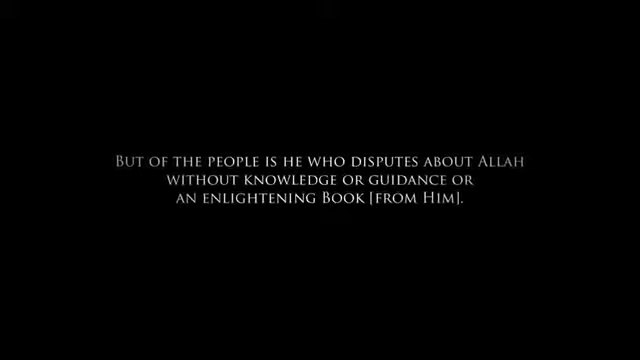 But of the people is he who disputes about Allah
without knowledge or guidance or
an enlightening Book [from Him].